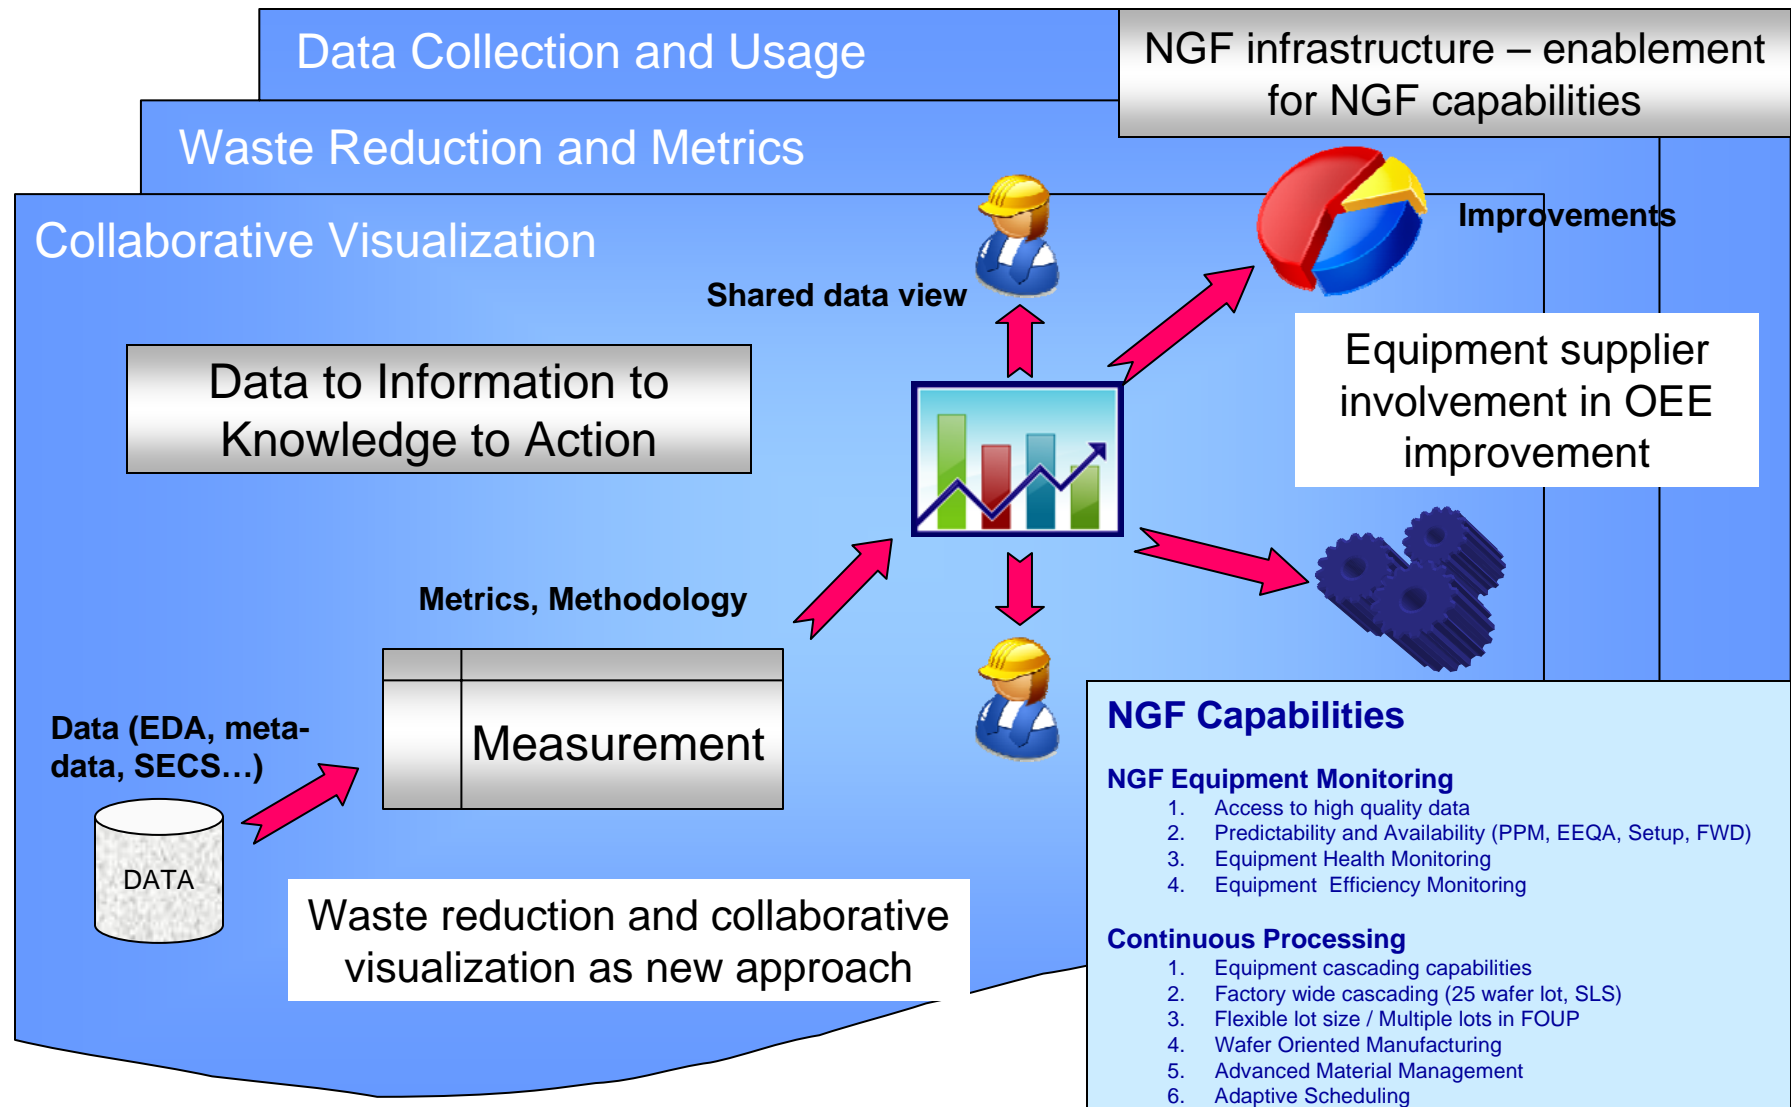 Data Collection and Usage
NGF infrastructure – enablement
for NGF capabilities
Waste Reduction and Metrics
Collaborative Visualization
Improvements
Shared data view
Data to Information to
Knowledge to Action
Equipment supplier
involvement in OEE
improvement
Metrics, Methodology
Measurement
Data (EDA, meta-
data, SECS…)
DATA
Waste reduction and collaborative
visualization as new approach
NGF Capabilities
NGF Equipment Monitoring
1. Access to high quality data
2. Predictability and Availability (PPM, EEQA, Setup, FWD)
3. Equipment Health Monitoring
4. Equipment Efficiency Monitoring
Continuous Processing
1. Equipment cascading capabilities
2. Factory wide cascading (25 wafer lot, SLS)
3. Flexible lot size / Multiple lots in FOUP
4. Wafer Oriented Manufacturing
5. Advanced Material Management
6. Adaptive Scheduling